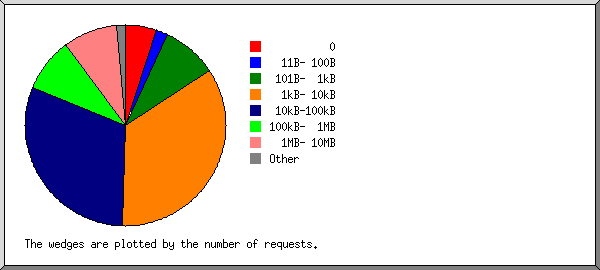 0
11B- 100B
101B- 1kB
1kB- 10kB
10kB-100kB
100kB- 1MB
1MB- 10MB
Other
The wedges are plotted by the number of requests.